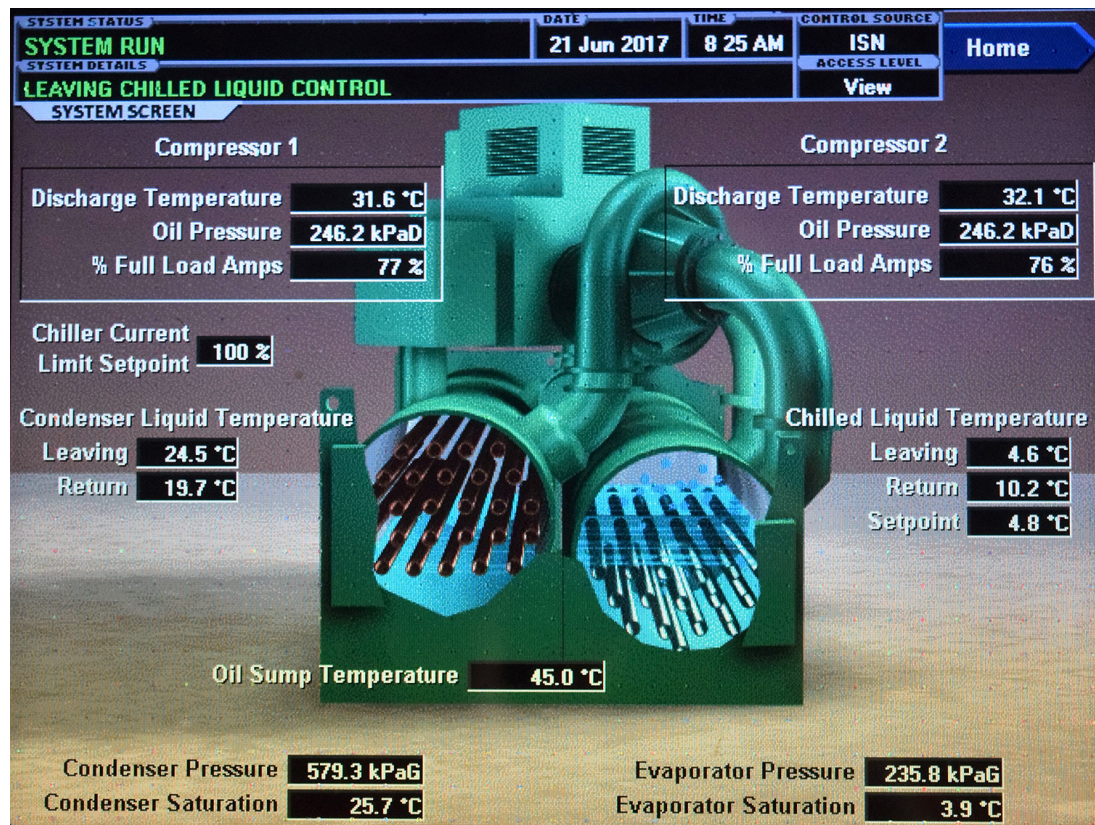 SYSTEM STATUS
SYSTEM RUN
DATE
21 Jun 2017
TIME
8 25 AM
CONTROL SOURCE
ISN
Home
SYSTEM DETAILS
LEAVING CHILLED LIQUID CONTROL
ACCESS LEVEL
View
SYSTEM SCREEN
Compressor 1
Discharge Temperature 31.6 °C
Oil Pressure 246.2 kPaD
% Full Load Amps 77 %
Compressor 2
Discharge Temperature 32.1 °C
Oil Pressure 246.2 kPaD
% Full Load Amps 76 %
Chiller Current
Limit Setpoint 100 %
Condenser Liquid Temperature
Leaving 24.5 °C
Return 19.7 °C
Chilled Liquid Temperature
Leaving 4.6 °C
Return 10.2 °C
Setpoint 4.8 °C
Oil Sump Temperature 45.0 °C
Condenser Pressure 579.3 kPaG
Condenser Saturation 25.7 °C
Evaporator Pressure 235.8 kPaG
Evaporator Saturation 3.9 °C